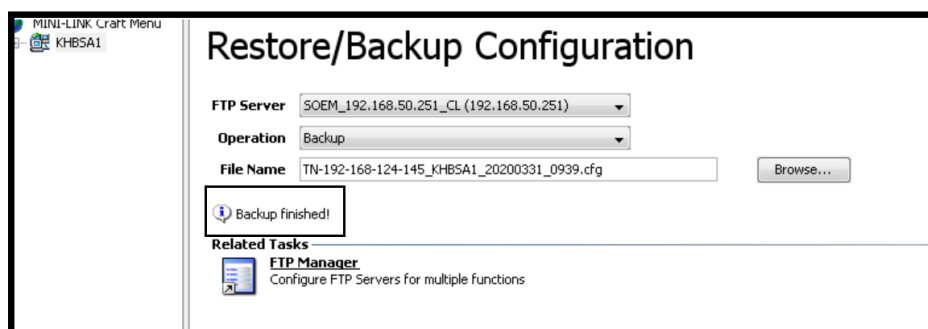 MINI-LINK Craft Menu
KHBSA1
Restore/Backup Configuration
FTP Server SOEM_192.168.50.251_CL (192.168.50.251)
Operation Backup
File Name TN-192-168-124-145_KHBSA1_20200331_0939.cfg Browse...
Backup finished!
Related Tasks
FTP Manager
Configure FTP Servers for multiple functions